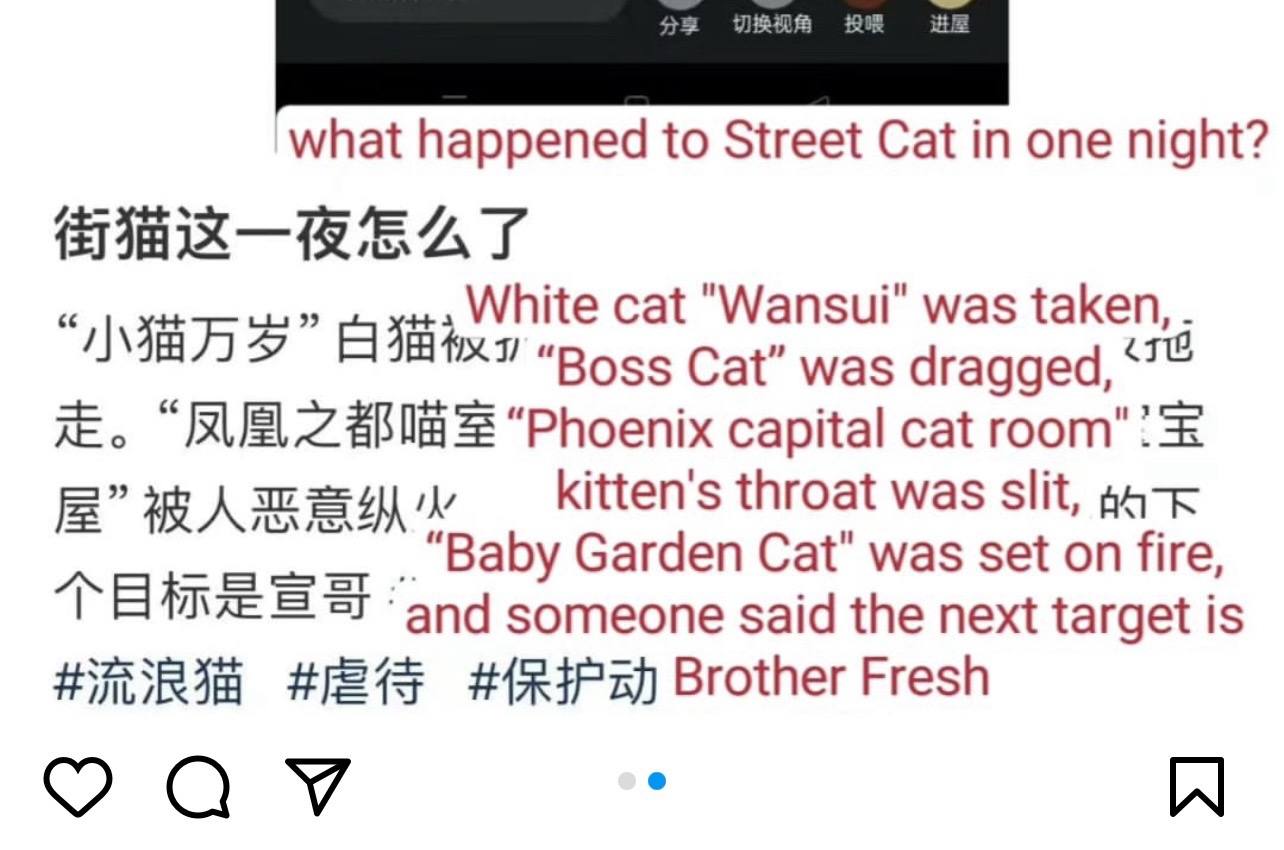 分享 切换视角 投喂 进屋
what happened to Street Cat in one night?
街猫这一夜怎么了
White cat "Wansui" was taken,
“小猫万岁” 白猫被
“Boss Cat” was dragged,
拖
走。“凤凰之都喵室
“Phoenix capital cat room"
宝
kitten's throat was slit,
屋” 被人恶意纵火
的下
“Baby Garden Cat" was set on fire,
个目标是宣哥
and someone said the next target is
#流浪猫 #虐待 #保护动
Brother Fresh